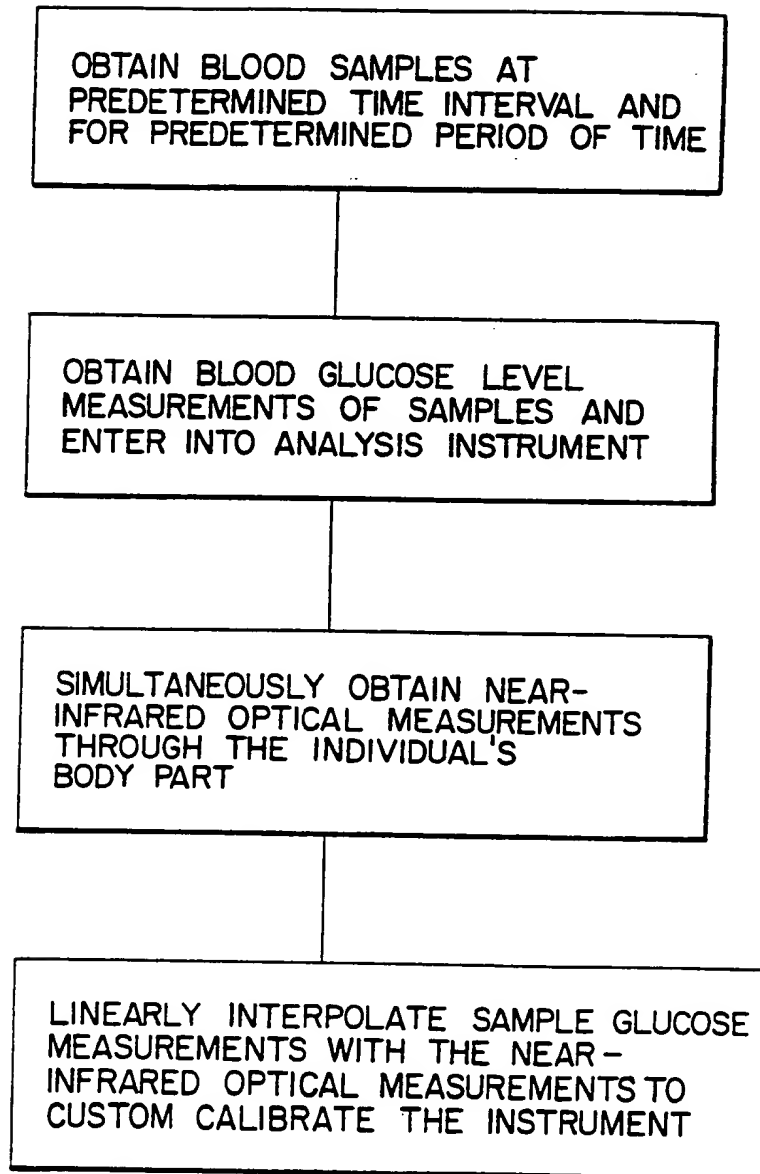 OBTAIN BLOOD SAMPLES AT
PREDETERMINED TIME INTERVAL AND
FOR PREDETERMINED PERIOD OF TIME
OBTAIN BLOOD GLUCOSE LEVEL
MEASUREMENTS OF SAMPLES AND
ENTER INTO ANALYSIS INSTRUMENT
SIMULTANEOUSLY OBTAIN NEAR-
INFRARED OPTICAL MEASUREMENTS
THROUGH THE INDIVIDUAL'S
BODY PART
LINEARLY INTERPOLATE SAMPLE GLUCOSE
MEASUREMENTS WITH THE NEAR-
INFRARED OPTICAL MEASUREMENTS TO
CUSTOM CALIBRATE THE INSTRUMENT